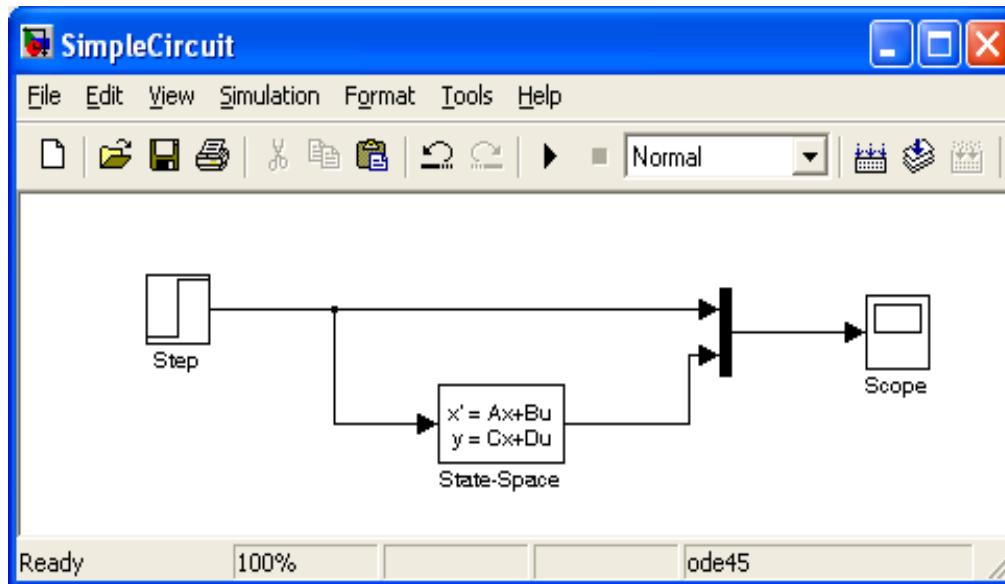 SimpleCircuit
File Edit View Simulation Format Tools Help
Normal
Step
x' = Ax+Bu
y = Cx+Du
State-Space
Scope
Ready 100% ode45